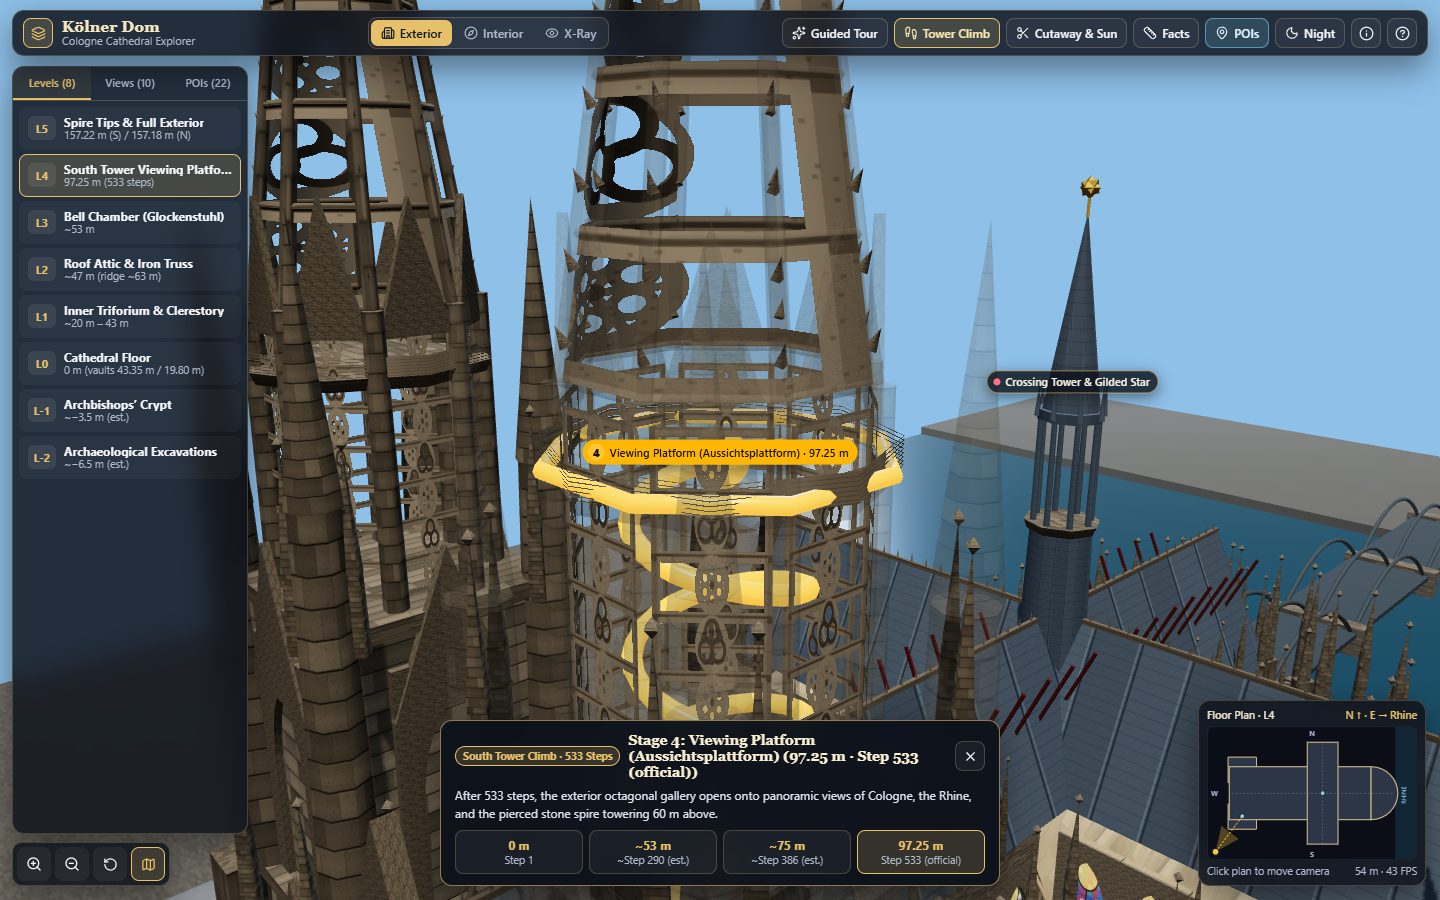 Kölner Dom
Cologne Cathedral Explorer
Exterior
Interior
X-Ray
Guided Tour
Tower Climb
Cutaway & Sun
Facts
POIs
Night
Levels (8)
Views (10)
POIs (22)
L5
Spire Tips & Full Exterior
157.22 m (S) / 157.18 m (N)
L4
South Tower Viewing Platfo...
97.25 m (533 steps)
L3
Bell Chamber (Glockenstuhl)
~53 m
L2
Roof Attic & Iron Truss
~47 m (ridge ~63 m)
L1
Inner Triforium & Clerestory
~20 m – 43 m
L0
Cathedral Floor
0 m (vaults 43.35 m / 19.80 m)
L-1
Archbishops’ Crypt
~−3.5 m (est.)
L-2
Archaeological Excavations
~−6.5 m (est.)
Crossing Tower & Gilded Star
4 Viewing Platform (Aussichtsplattform) · 97.25 m
South Tower Climb · 533 Steps
Stage 4: Viewing Platform
(Aussichtsplattform) (97.25 m · Step 533
(official))
After 533 steps, the exterior octagonal gallery opens onto panoramic views of Cologne, the Rhine,
and the pierced stone spire towering 60 m above.
0 m
Step 1
~53 m
~Step 290 (est.)
~75 m
~Step 386 (est.)
97.25 m
Step 533 (official)
Floor Plan · L4
N ↑ · E → Rhine
N
W
S
RHINE
Click plan to move camera
54 m · 43 FPS